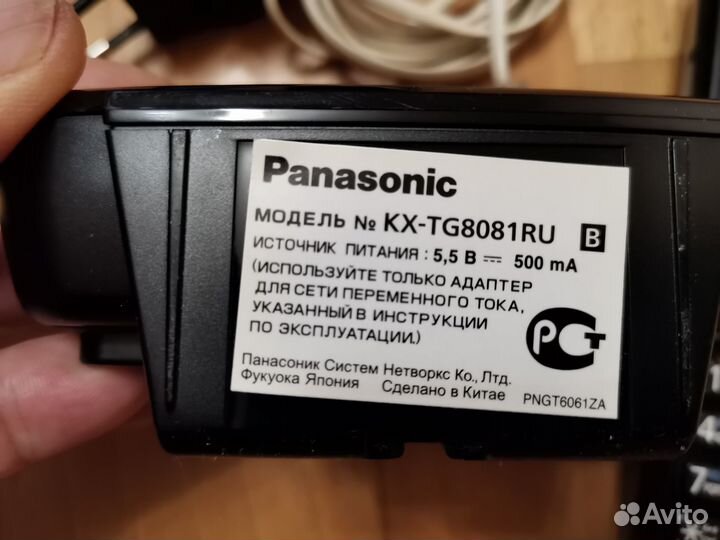 Panasonic
МОДЕЛЬ № KX-TG8081RU B
ИСТОЧНИК ПИТАНИЯ : 5,5 В ⎓ 500 mA
(ИСПОЛЬЗУЙТЕ ТОЛЬКО АДАПТЕР
ДЛЯ СЕТИ ПЕРЕМЕННОГО ТОКА,
УКАЗАННЫЙ В ИНСТРУКЦИИ
ПО ЭКСПЛУАТАЦИИ.)
РСТ
Панасоник Систем Нетворкс Ко., Лтд.
Фукуока Япония Сделано в Китае PNGT6061ZA
Avito